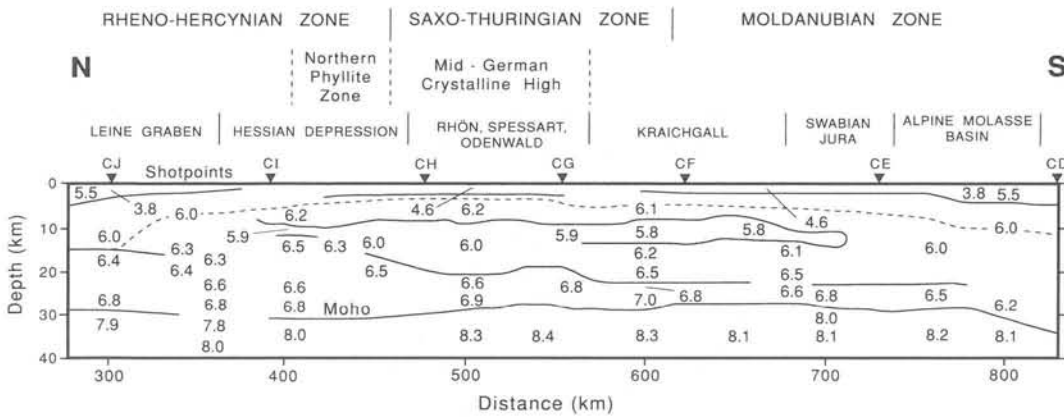 RHENO-HERCYNIAN ZONE SAXO-THURINGIAN ZONE MOLDANUBIAN ZONE
N Northern Phyllite Zone Mid - German Crystalline High S
LEINE GRABEN HESSIAN DEPRESSION RHÖN, SPESSART, ODENWALD KRAICHGALL SWABIAN JURA ALPINE MOLASSE BASIN
CJ Shotpoints CI CH CG CF CE CD
0
5.5 3.8 5.5
3.8 6.0 6.2 4.6 6.2 6.1 4.6
10 6.0 5.9 6.0 5.9 5.8 5.8 6.0
6.4 6.3 6.3 6.5 6.3 6.0 6.2 6.1 6.0
20 6.4 6.5 6.5 6.5
6.6 6.6 6.6 6.8 6.6 6.8 6.5
6.8 6.8 6.8 6.9 7.0 6.8 6.2
30 Moho
7.9 7.8 8.0 8.3 8.4 8.3 8.1 8.0 8.1 8.2 8.1
8.0
40
Depth (km)
300 400 500 600 700 800
Distance (km)